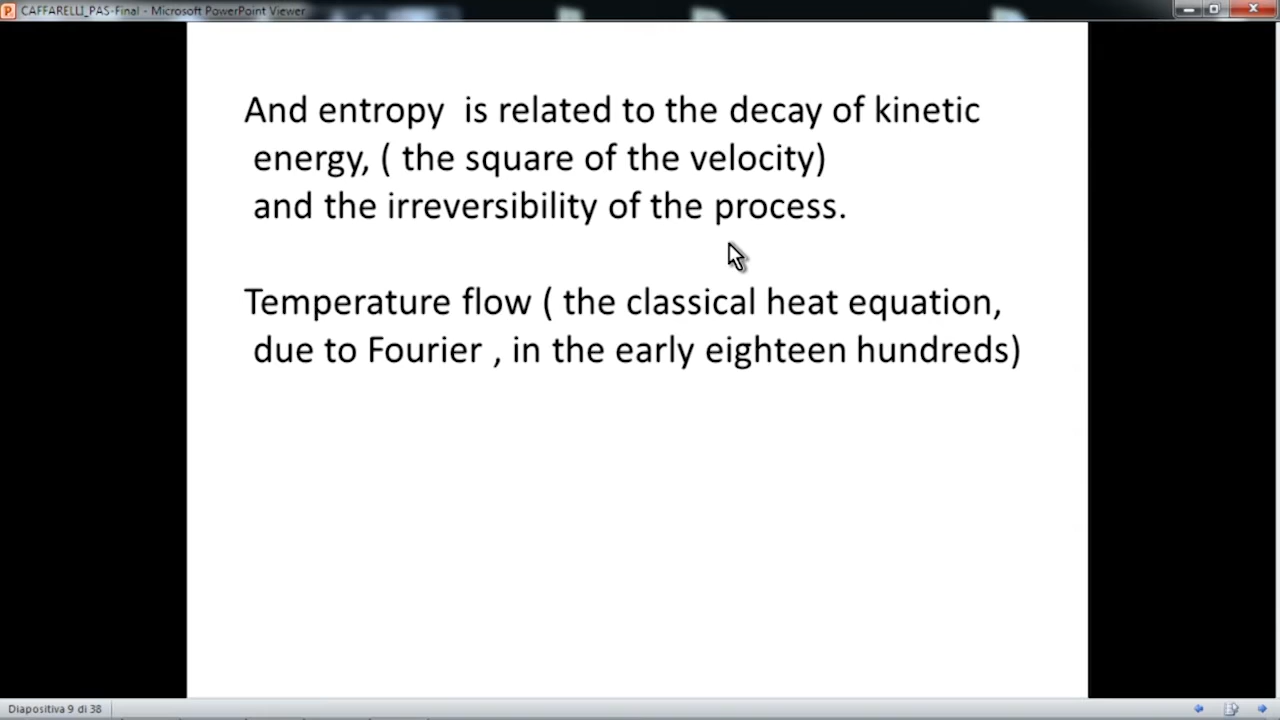 CAFFARELLI_PAS-Final - Microsoft PowerPoint Viewer
And entropy is related to the decay of kinetic
energy, ( the square of the velocity)
and the irreversibility of the process.
Temperature flow ( the classical heat equation,
due to Fourier , in the early eighteen hundreds)
Diapositiva 9 di 38